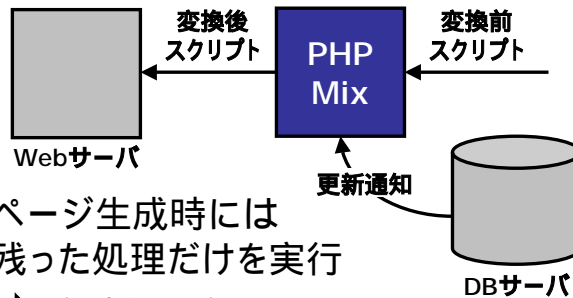 変換後
スクリプト
PHP
Mix
変換前
スクリプト
Webサーバ
更新通知
ページ生成時には
残った処理だけを実行
DBサーバ